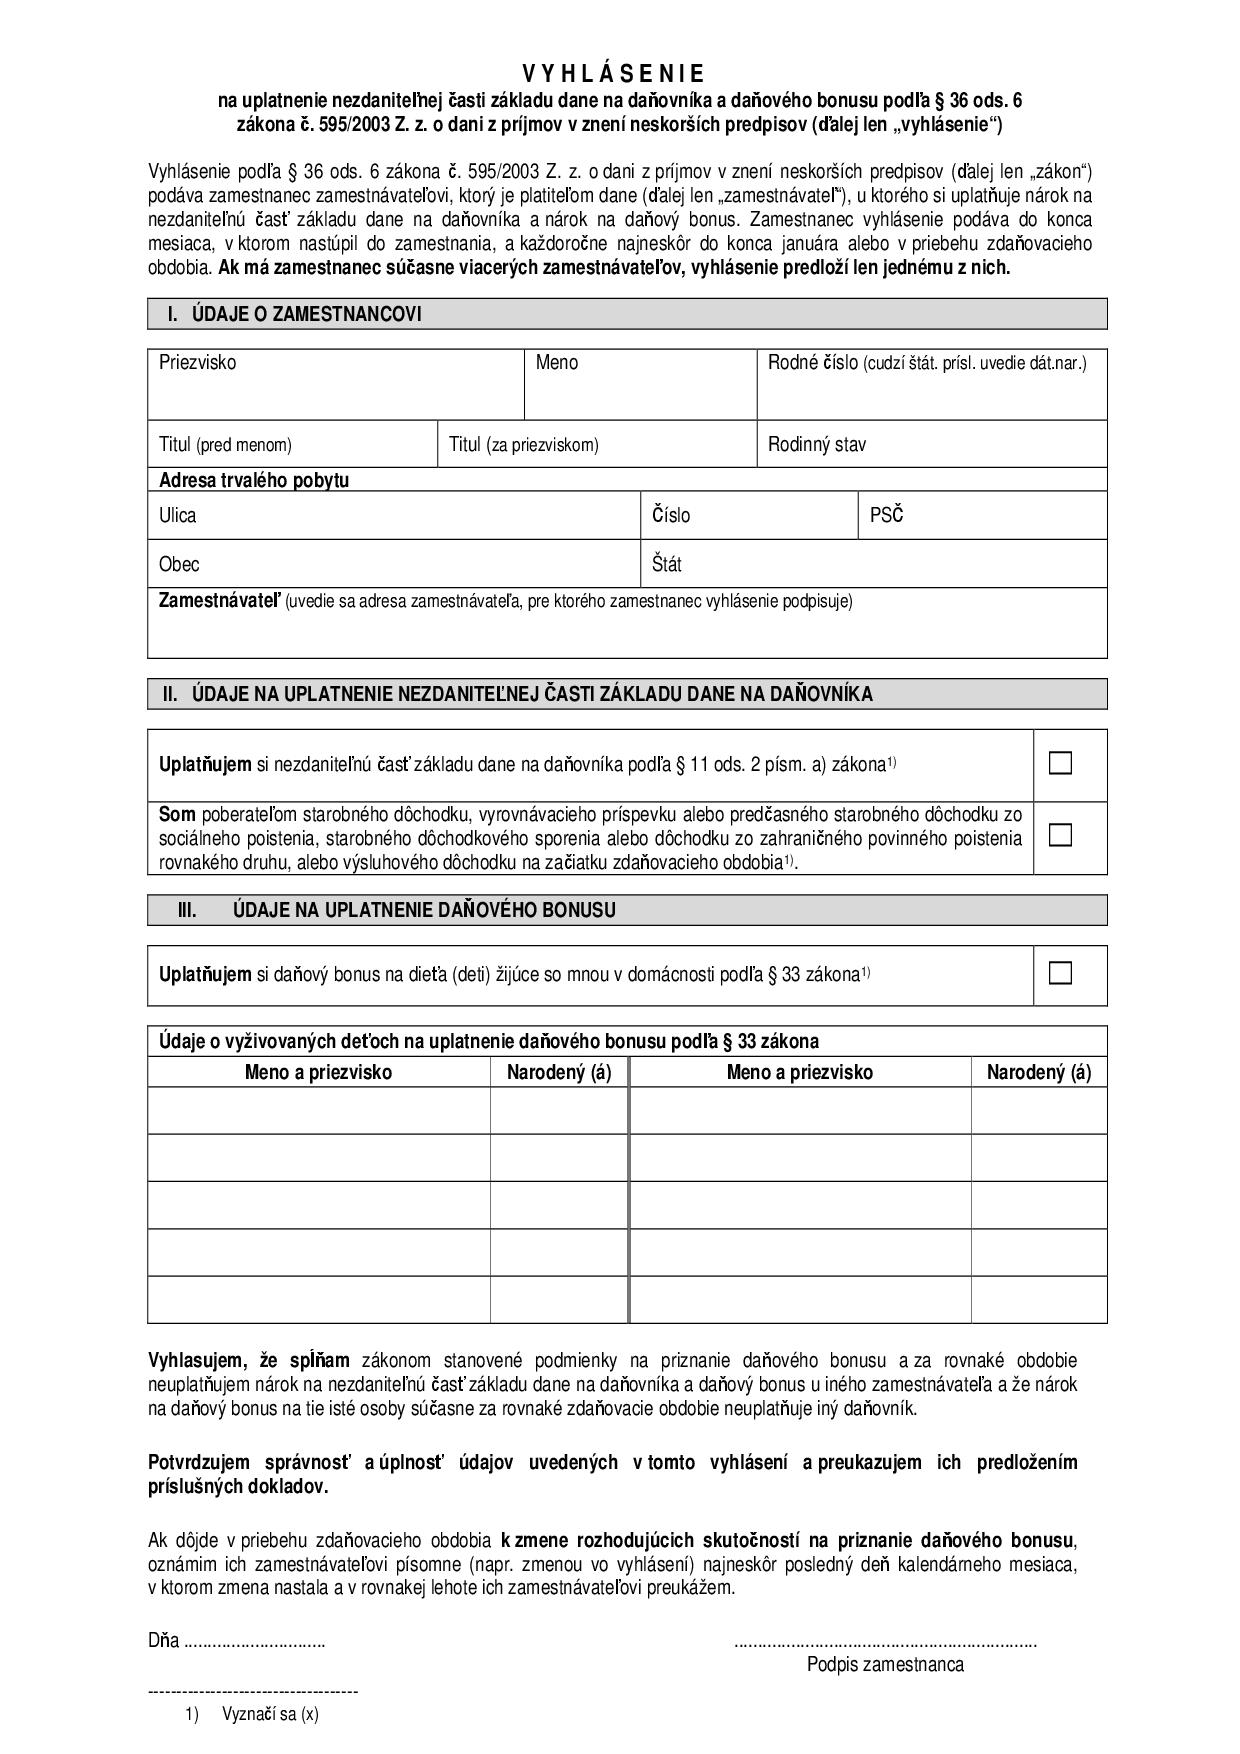 VYHLÁSENIE
na uplatnenie nezdaniteľnej časti základu dane na daňovníka a daňového bonusu podľa § 36 ods. 6
zákona č. 595/2003 Z. z. o dani z príjmov v znení neskorších predpisov (ďalej len „vyhlásenie“)
Vyhlásenie podľa § 36 ods. 6 zákona č. 595/2003 Z. z. o dani z príjmov v znení neskorších predpisov (ďalej len „zákon“)
podáva zamestnanec zamestnávateľovi, ktorý je platiteľom dane (ďalej len „zamestnávateľ“), u ktorého si uplatňuje nárok na
nezdaniteľnú časť základu dane na daňovníka a nárok na daňový bonus. Zamestnanec vyhlásenie podáva do konca
mesiaca, v ktorom nastúpil do zamestnania, a každoročne najneskôr do konca januára alebo v priebehu zdaňovacieho
obdobia. Ak má zamestnanec súčasne viacerých zamestnávateľov, vyhlásenie predloží len jednému z nich.
I. ÚDAJE O ZAMESTNANCOVI
Priezvisko Meno Rodné číslo (cudzí štát. prísl. uvedie dát.nar.)
Titul (pred menom) Titul (za priezviskom) Rodinný stav
Adresa trvalého pobytu
Ulica Číslo PSČ
Obec Štát
Zamestnávateľ (uvedie sa adresa zamestnávateľa, pre ktorého zamestnanec vyhlásenie podpisuje)
II. ÚDAJE NA UPLATNENIE NEZDANITEĽNEJ ČASTI ZÁKLADU DANE NA DAŇOVNÍKA
Uplatňujem si nezdaniteľnú časť základu dane na daňovníka podľa § 11 ods. 2 písm. a) zákona1)
Som poberateľom starobného dôchodku, vyrovnávacieho príspevku alebo predčasného starobného dôchodku zo
sociálneho poistenia, starobného dôchodkového sporenia alebo dôchodku zo zahraničného povinného poistenia
rovnakého druhu, alebo výsluhového dôchodku na začiatku zdaňovacieho obdobia1).
III. ÚDAJE NA UPLATNENIE DAŇOVÉHO BONUSU
Uplatňujem si daňový bonus na dieťa (deti) žijúce so mnou v domácnosti podľa § 33 zákona1)
Údaje o vyživovaných deťoch na uplatnenie daňového bonusu podľa § 33 zákona
Meno a priezvisko Narodený (á) Meno a priezvisko Narodený (á)
Vyhlasujem, že spĺňam zákonom stanovené podmienky na priznanie daňového bonusu a za rovnaké obdobie
neuplatňujem nárok na nezdaniteľnú časť základu dane na daňovníka a daňový bonus u iného zamestnávateľa a že nárok
na daňový bonus na tie isté osoby súčasne za rovnaké zdaňovacie obdobie neuplatňuje iný daňovník.
Potvrdzujem správnosť a úplnosť údajov uvedených v tomto vyhlásení a preukazujem ich predložením
príslušných dokladov.
Ak dôjde v priebehu zdaňovacieho obdobia k zmene rozhodujúcich skutočností na priznanie daňového bonusu,
oznámim ich zamestnávateľovi písomne (napr. zmenou vo vyhlásení) najneskôr posledný deň kalendárneho mesiaca,
v ktorom zmena nastala a v rovnakej lehote ich zamestnávateľovi preukážem.
Dňa .............................. ................................................................
Podpis zamestnanca
-------------------------------------
1) Vyznačí sa (x)